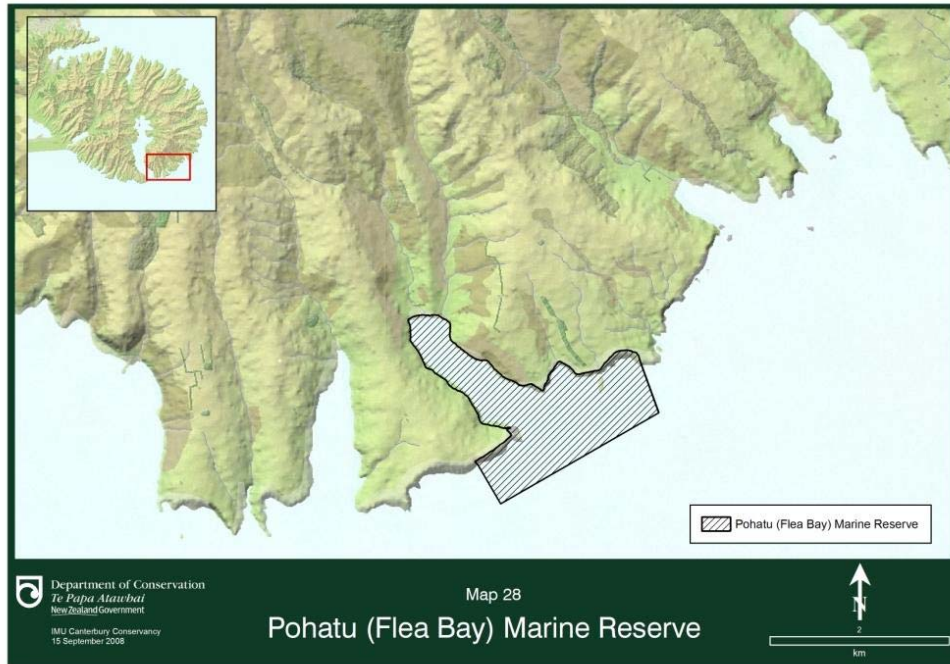 Pohatu (Flea Bay) Marine Reserve
Department of Conservation
Te Papa Atawhai
New Zealand Government
IMU Canterbury Conservancy
15 September 2008
Map 28
Pohatu (Flea Bay) Marine Reserve
N
2
km